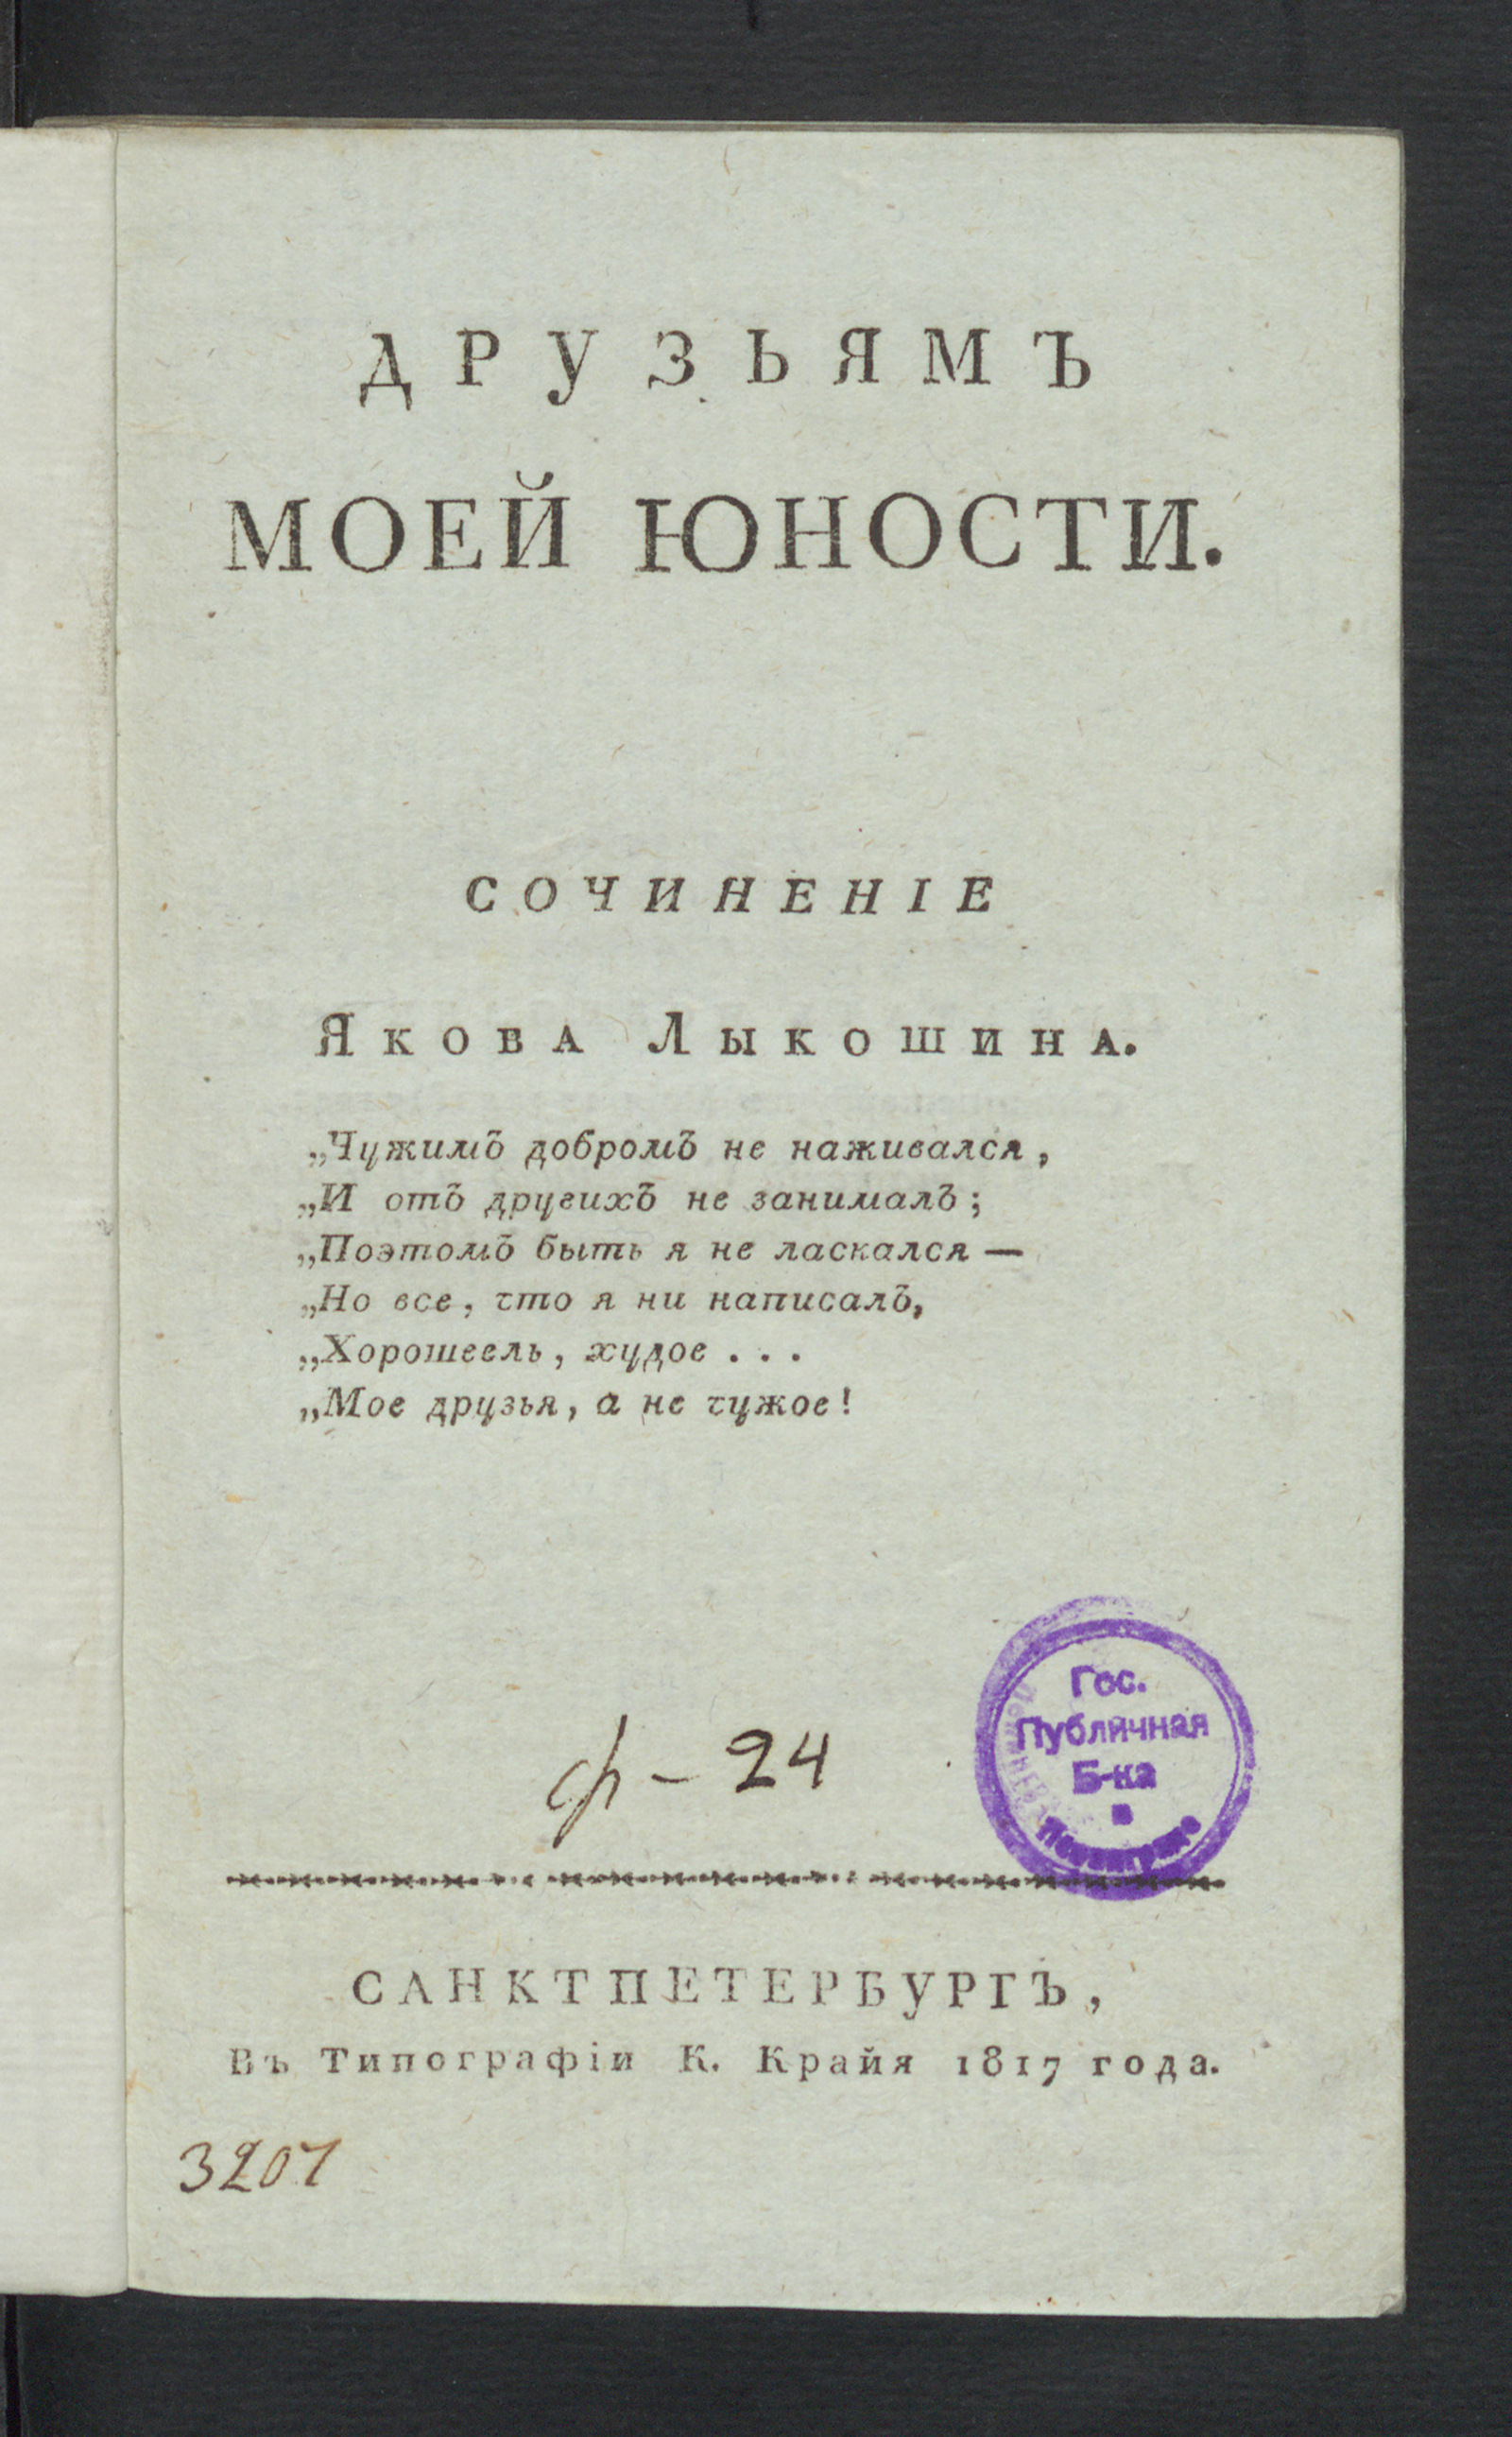 ДРУЗЬЯМЪ
МОЕЙ ЮНОСТИ.
СОЧИНЕНІЕ
ЯКОВА ЛЫКОШИНА.
„Чужимъ добромъ не наживался,
„И отъ другихъ не занималъ;
„Поэтомъ быть я не ласкался —
„Но все, что я ни написалъ,
„Хорошеель, худое . . .
„Мое друзья, а не чужое!
Гос.
Публичная
Б-ка
в
Ленинграде
ф - 24
САНКТПЕТЕРБУРГЪ,
Въ Типографіи К. Крайя 1817 года.
3201